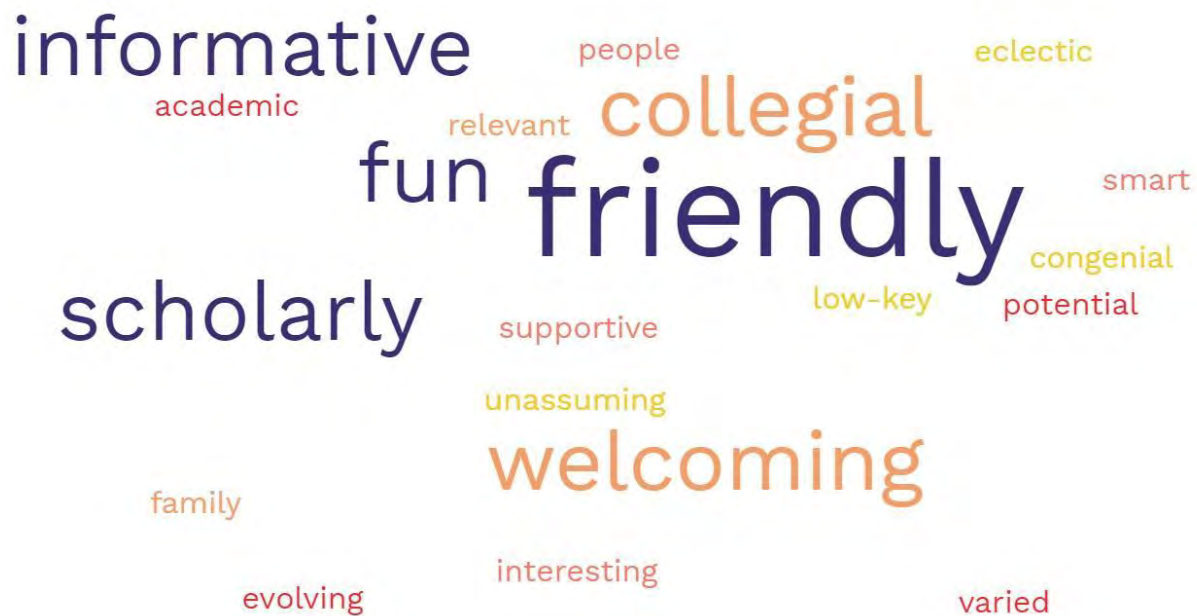 informative
people
eclectic
academic
relevant
collegial
fun
friendly
smart
congenial
scholarly
supportive
low-key
potential
unassuming
welcoming
family
interesting
evolving
varied